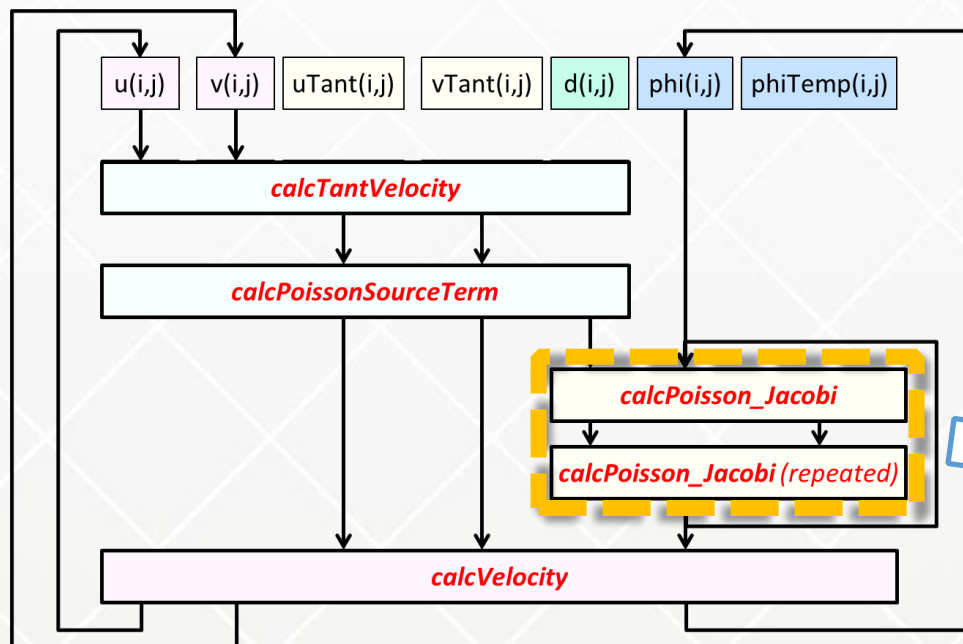 u(i,j) v(i,j) uTant(i,j) vTant(i,j) d(i,j) phi(i,j) phiTemp(i,j)
calcTantVelocity
calcPoissonSourceTerm
calcPoisson_Jacobi
calcPoisson_Jacobi (repeated)
calcVelocity